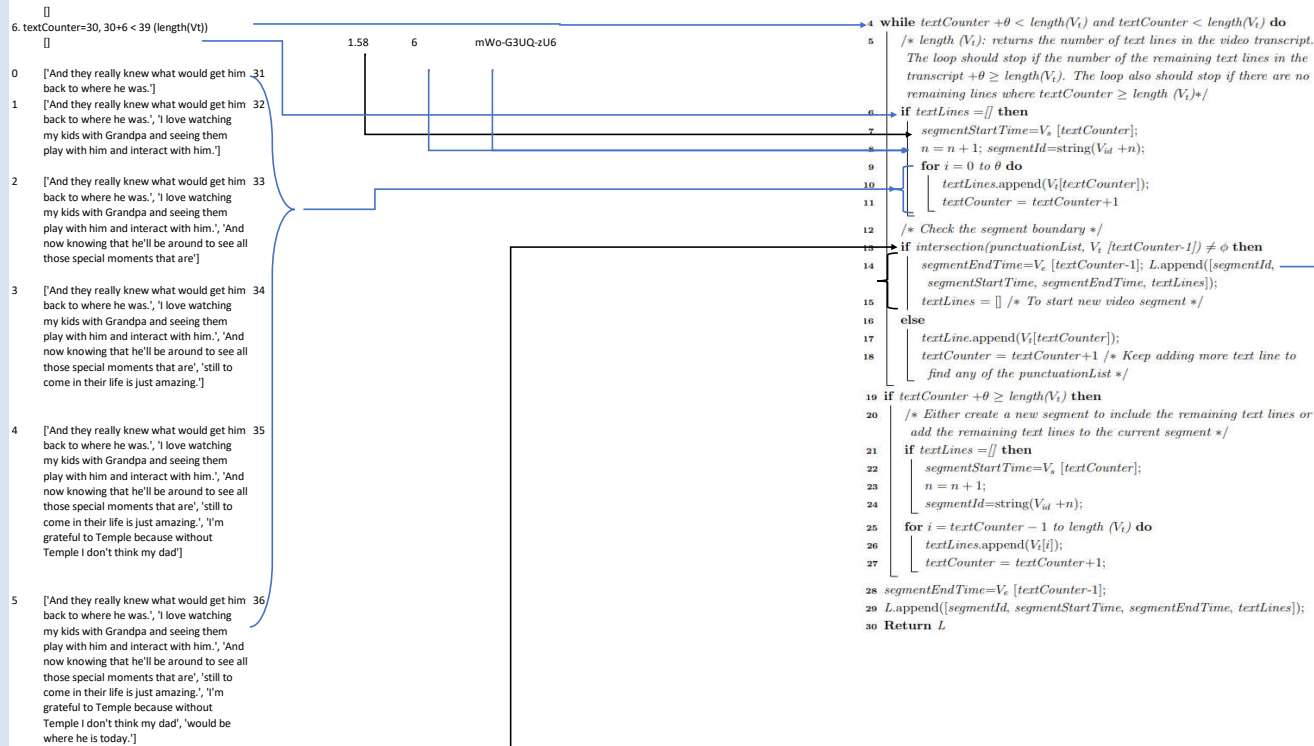 []
6. textCounter=30, 30+6 < 39 (length(Vt))
[]
1.58 6 mWo-G3UQ-zU6
0 ['And they really knew what would get him 31
back to where he was.']
1 ['And they really knew what would get him 32
back to where he was.', 'I love watching
my kids with Grandpa and seeing them
play with him and interact with him.']
2 ['And they really knew what would get him 33
back to where he was.', 'I love watching
my kids with Grandpa and seeing them
play with him and interact with him.', 'And
now knowing that he'll be around to see all
those special moments that are']
3 ['And they really knew what would get him 34
back to where he was.', 'I love watching
my kids with Grandpa and seeing them
play with him and interact with him.', 'And
now knowing that he'll be around to see all
those special moments that are', 'still to
come in their life is just amazing.']
4 ['And they really knew what would get him 35
back to where he was.', 'I love watching
my kids with Grandpa and seeing them
play with him and interact with him.', 'And
now knowing that he'll be around to see all
those special moments that are', 'still to
come in their life is just amazing.', 'I'm
grateful to Temple because without
Temple I don't think my dad']
5 ['And they really knew what would get him 36
back to where he was.', 'I love watching
my kids with Grandpa and seeing them
play with him and interact with him.', 'And
now knowing that he'll be around to see all
those special moments that are', 'still to
come in their life is just amazing.', 'I'm
grateful to Temple because without
Temple I don't think my dad', 'would be
where he is today.']
4 while textCounter +θ < length(Vt) and textCounter < length(Vt) do
5 /* length (Vt): returns the number of text lines in the video transcript.
The loop should stop if the number of the remaining text lines in the
transcript +θ ≥ length(Vt). The loop also should stop if there are no
remaining lines where textCounter ≥ length (Vt)*/
6 if textLines =[] then
7 segmentStartTime=Vs [textCounter];
8 n = n + 1; segmentId=string(Vid +n);
9 for i = 0 to θ do
10 textLines.append(Vt[textCounter]);
11 textCounter = textCounter+1
12 /* Check the segment boundary */
13 if intersection(punctuationList, Vt [textCounter-1]) ≠ ϕ then
14 segmentEndTime=Ve [textCounter-1]; L.append([segmentId,
segmentStartTime, segmentEndTime, textLines]);
15 textLines = [] /* To start new video segment */
16 else
17 textLine.append(Vt[textCounter]);
18 textCounter = textCounter+1 /* Keep adding more text line to
find any of the punctuationList */
19 if textCounter +θ ≥ length(Vt) then
20 /* Either create a new segment to include the remaining text lines or
add the remaining text lines to the current segment */
21 if textLines =[] then
22 segmentStartTime=Vs [textCounter];
23 n = n + 1;
24 segmentId=string(Vid +n);
25 for i = textCounter − 1 to length (Vt) do
26 textLines.append(Vt[i]);
27 textCounter = textCounter+1;
28 segmentEndTime=Ve [textCounter-1];
29 L.append([segmentId, segmentStartTime, segmentEndTime, textLines]);
30 Return L